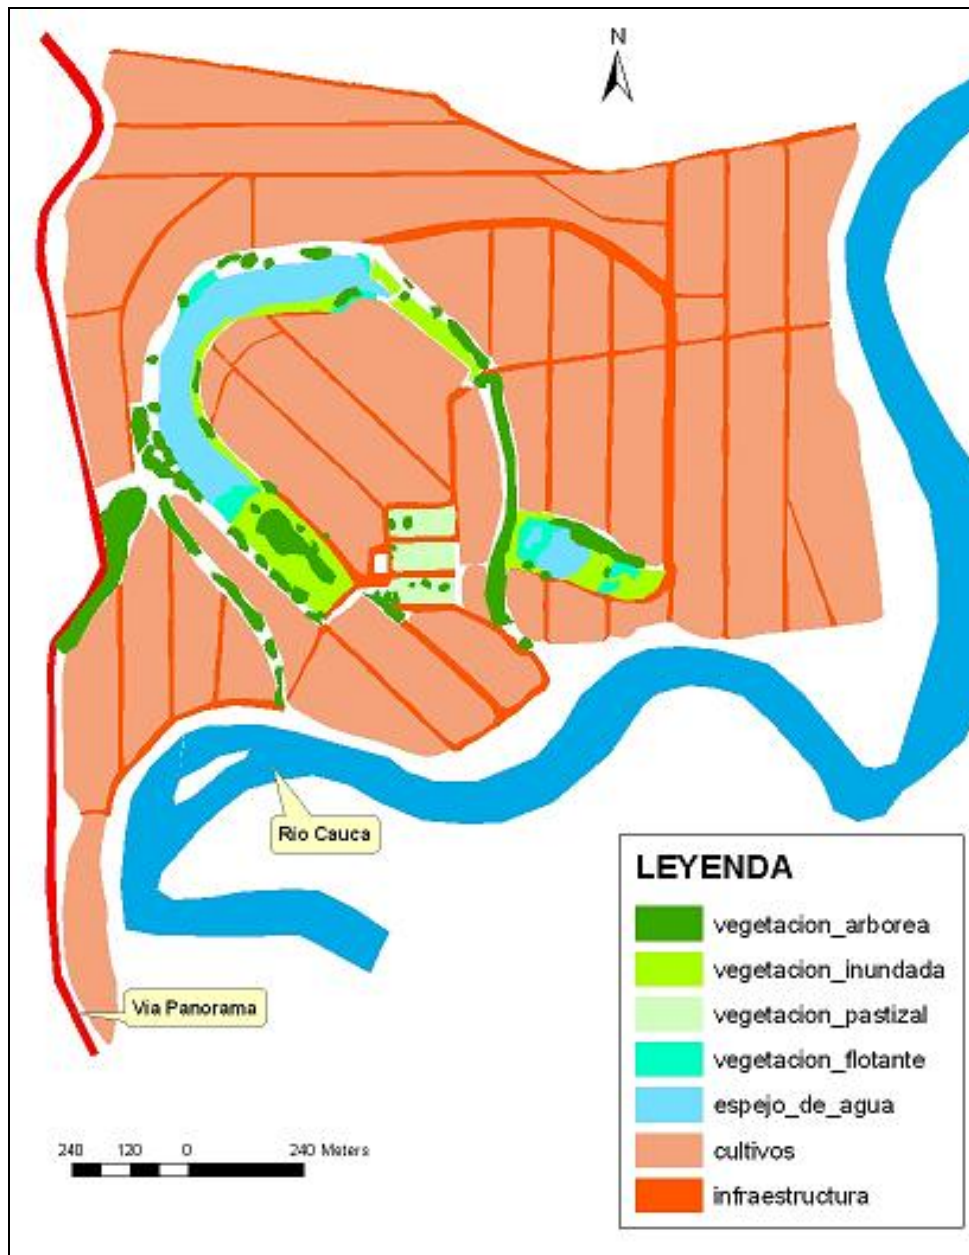 N
Rio Cauca
Via Panorama
LEYENDA
vegetacion_arborea
vegetacion_inundada
vegetacion_pastizal
vegetacion_flotante
espejo_de_agua
cultivos
infraestructura
240 120 0 240 Meters